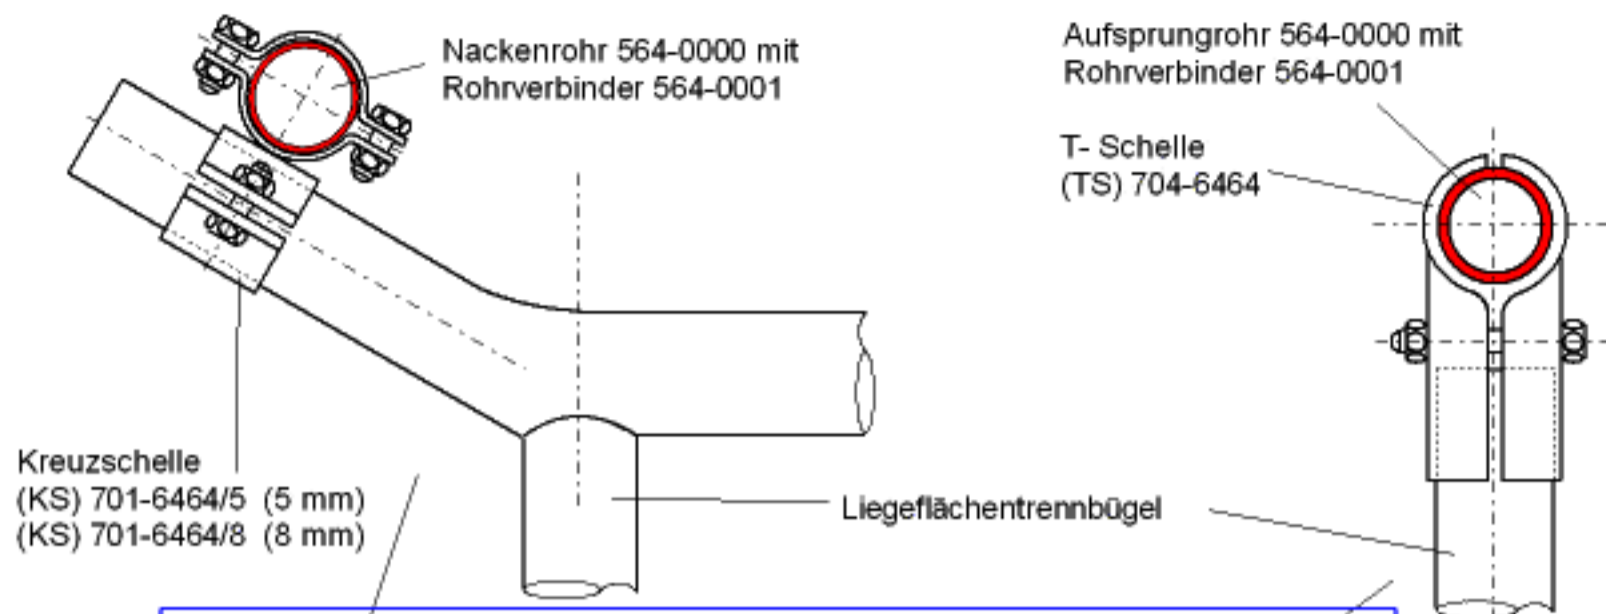 Nackenrohr 564-0000 mit
Rohrverbinder 564-0001
Aufsprungrohr 564-0000 mit
Rohrverbinder 564-0001
T- Schelle
(TS) 704-6464
Kreuzschelle
(KS) 701-6464/5 (5 mm)
(KS) 701-6464/8 (8 mm)
Liegeflächentrennbügel